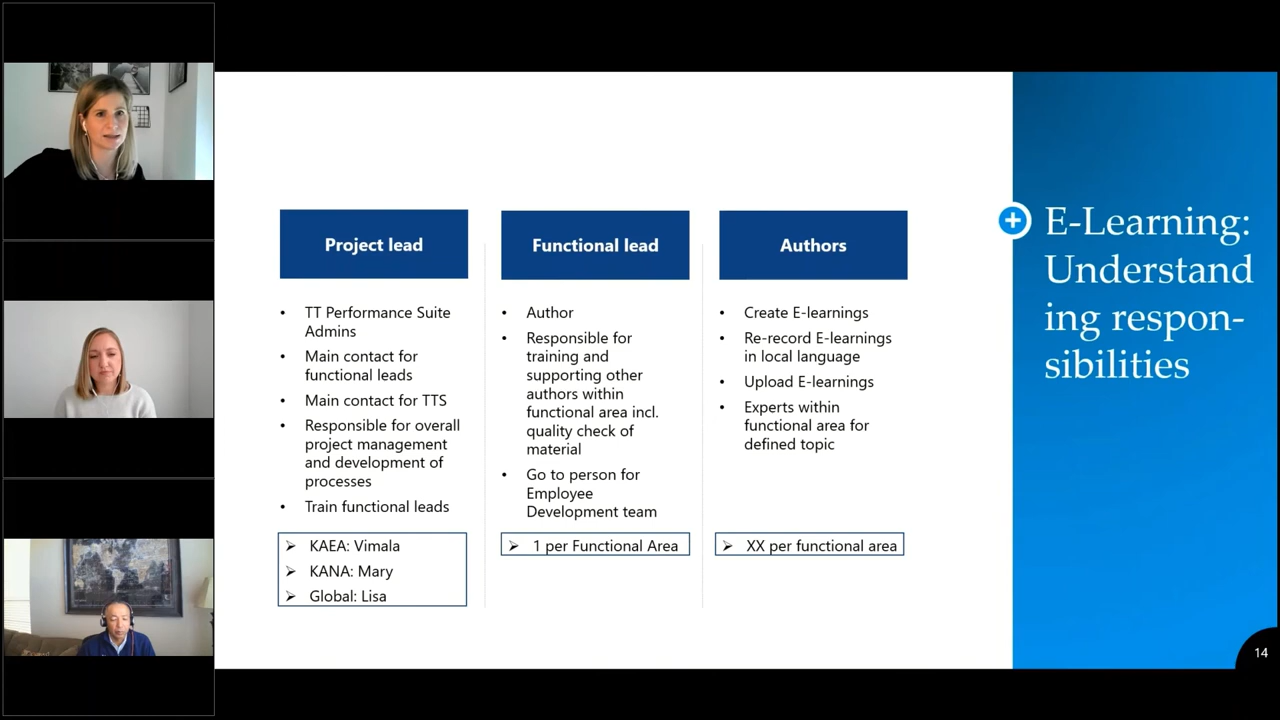 Project lead
Functional lead
Authors
• TT Performance Suite
Admins
• Main contact for
functional leads
• Main contact for TTS
• Responsible for overall
project management
and development of
processes
• Train functional leads
➢ KAEA: Vimala
➢ KANA: Mary
➢ Global: Lisa
• Author
• Responsible for
training and
supporting other
authors within
functional area incl.
quality check of
material
• Go to person for
Employee
Development team
➢ 1 per Functional Area
• Create E-learnings
• Re-record E-learnings
in local language
• Upload E-learnings
• Experts within
functional area for
defined topic
➢ XX per functional area
E-Learning:
Understand
ing respon-
sibilities
14